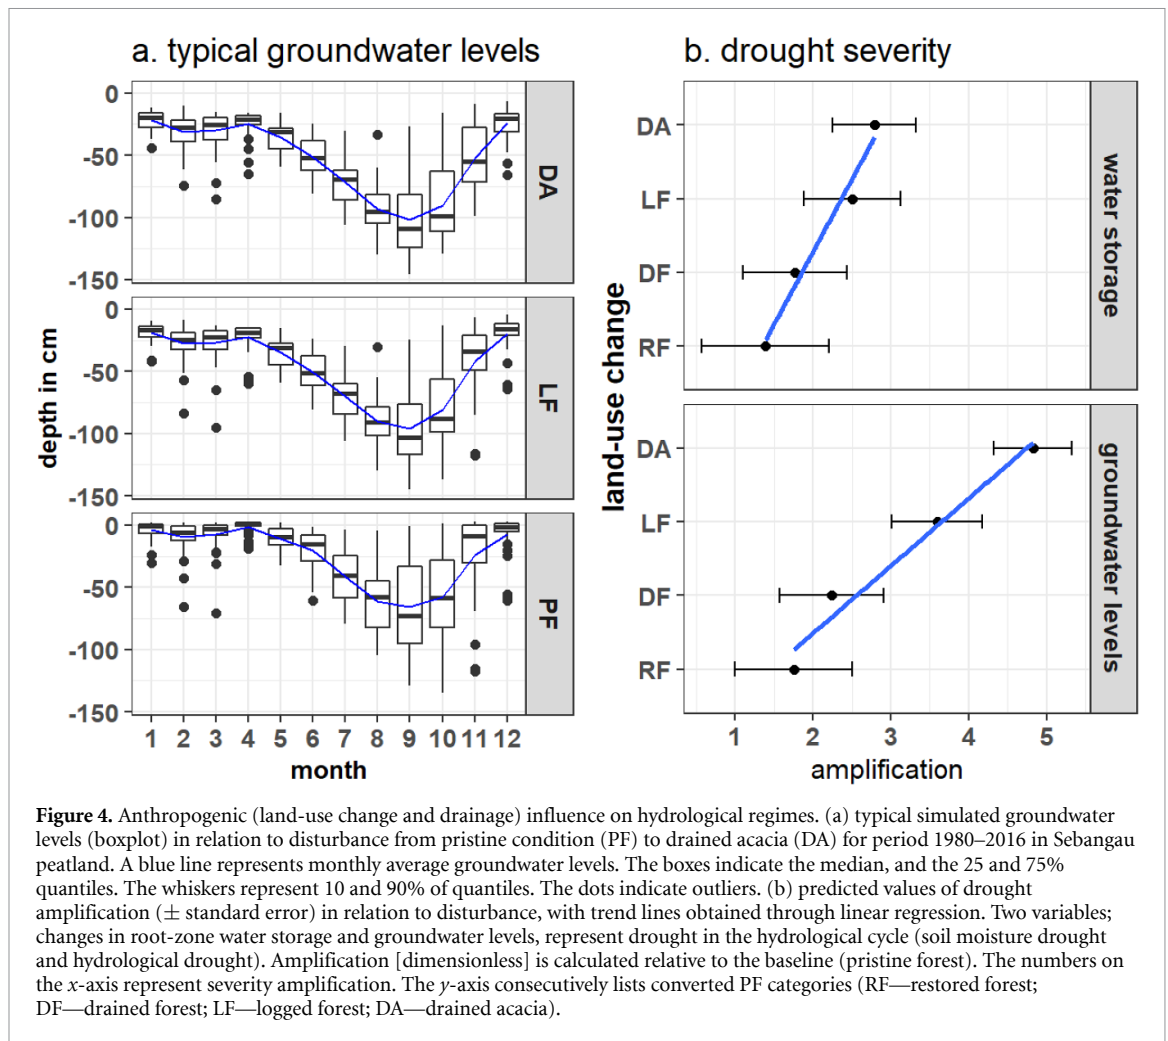 a. typical groundwater levels
0
-50
-100
-150
DA
0
-50
-100
-150
LF
0
-50
-100
-150
PF
depth in cm
1 2 3 4 5 6 7 8 9 10 11 12
month
b. drought severity
DA
LF
DF
RF
water storage
DA
LF
DF
RF
groundwater levels
land-use change
1 2 3 4 5
amplification
Figure 4. Anthropogenic (land-use change and drainage) influence on hydrological regimes. (a) typical simulated groundwater
levels (boxplot) in relation to disturbance from pristine condition (PF) to drained acacia (DA) for period 1980–2016 in Sebangau
peatland. A blue line represents monthly average groundwater levels. The boxes indicate the median, and the 25 and 75%
quantiles. The whiskers represent 10 and 90% of quantiles. The dots indicate outliers. (b) predicted values of drought
amplification (± standard error) in relation to disturbance, with trend lines obtained through linear regression. Two variables;
changes in root-zone water storage and groundwater levels, represent drought in the hydrological cycle (soil moisture drought
and hydrological drought). Amplification [dimensionless] is calculated relative to the baseline (pristine forest). The numbers on
the x-axis represent severity amplification. The y-axis consecutively lists converted PF categories (RF—restored forest;
DF—drained forest; LF—logged forest; DA—drained acacia).